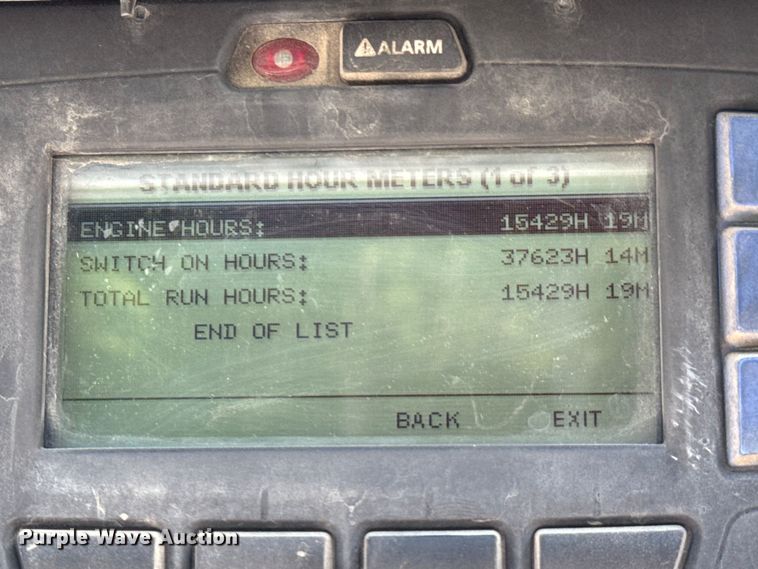 ⚠ALARM
STANDARD HOUR METERS (1 of 3)
ENGINE HOURS: 15429H 19M
SWITCH ON HOURS: 37623H 14M
TOTAL RUN HOURS: 15429H 19M
END OF LIST
BACK EXIT
Purple Wave Auction